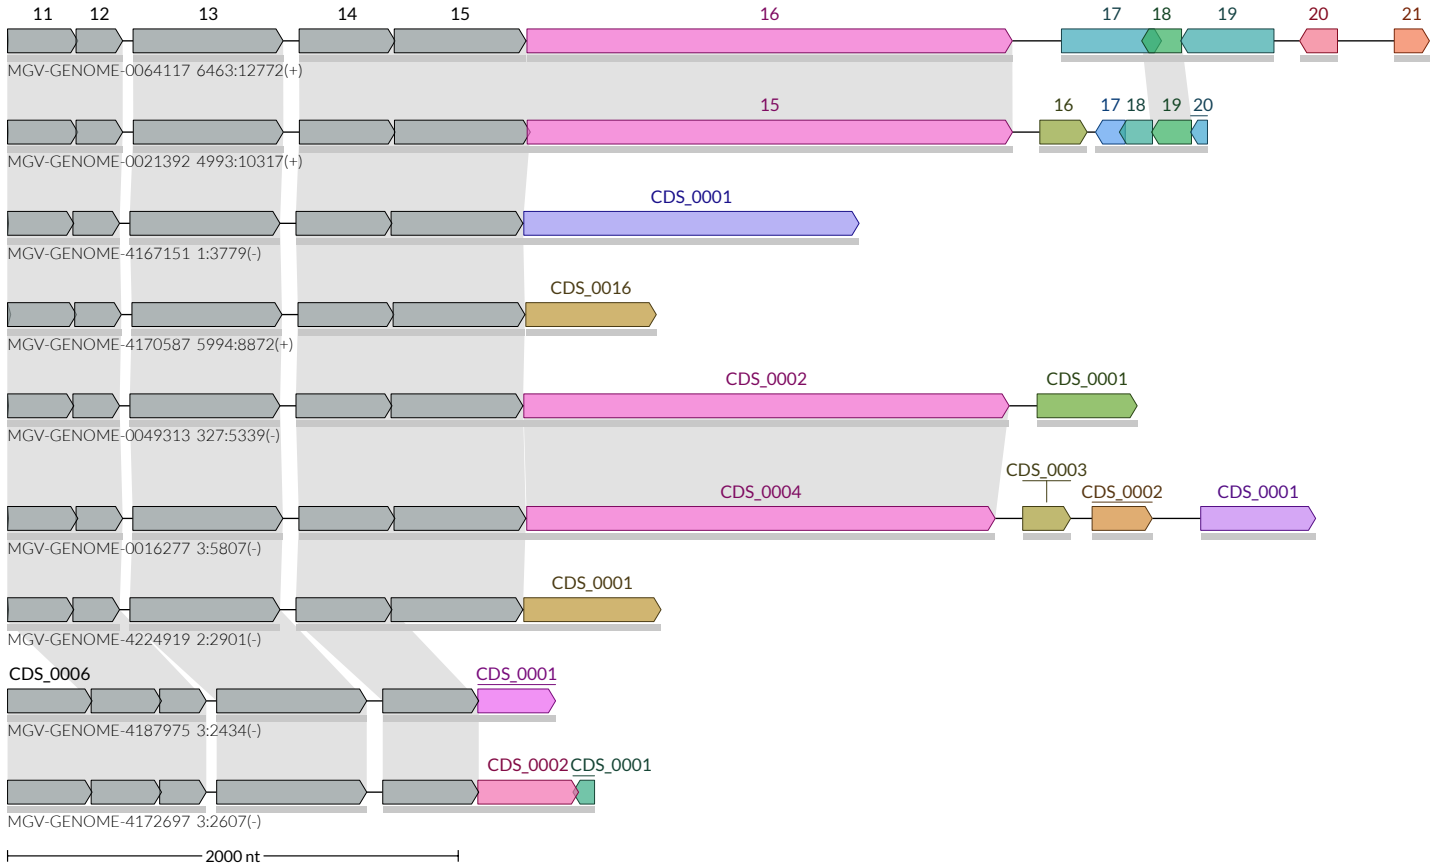 11 12 13 14 15 16 17 18 19 20 21
MGV-GENOME-0064117 6463:12772(+)
15 16 17 18 19 20
MGV-GENOME-0021392 4993:10317(+)
CDS_0001
MGV-GENOME-4167151 1:3779(-)
CDS_0016
MGV-GENOME-4170587 5994:8872(+)
CDS_0002 CDS_0001
MGV-GENOME-0049313 327:5339(-)
CDS_0003
CDS_0004 CDS_0002 CDS_0001
MGV-GENOME-0016277 3:5807(-)
CDS_0001
MGV-GENOME-4224919 2:2901(-)
CDS_0006 CDS_0001
MGV-GENOME-4187975 3:2434(-)
CDS_0002 CDS_0001
MGV-GENOME-4172697 3:2607(-)
2000 nt